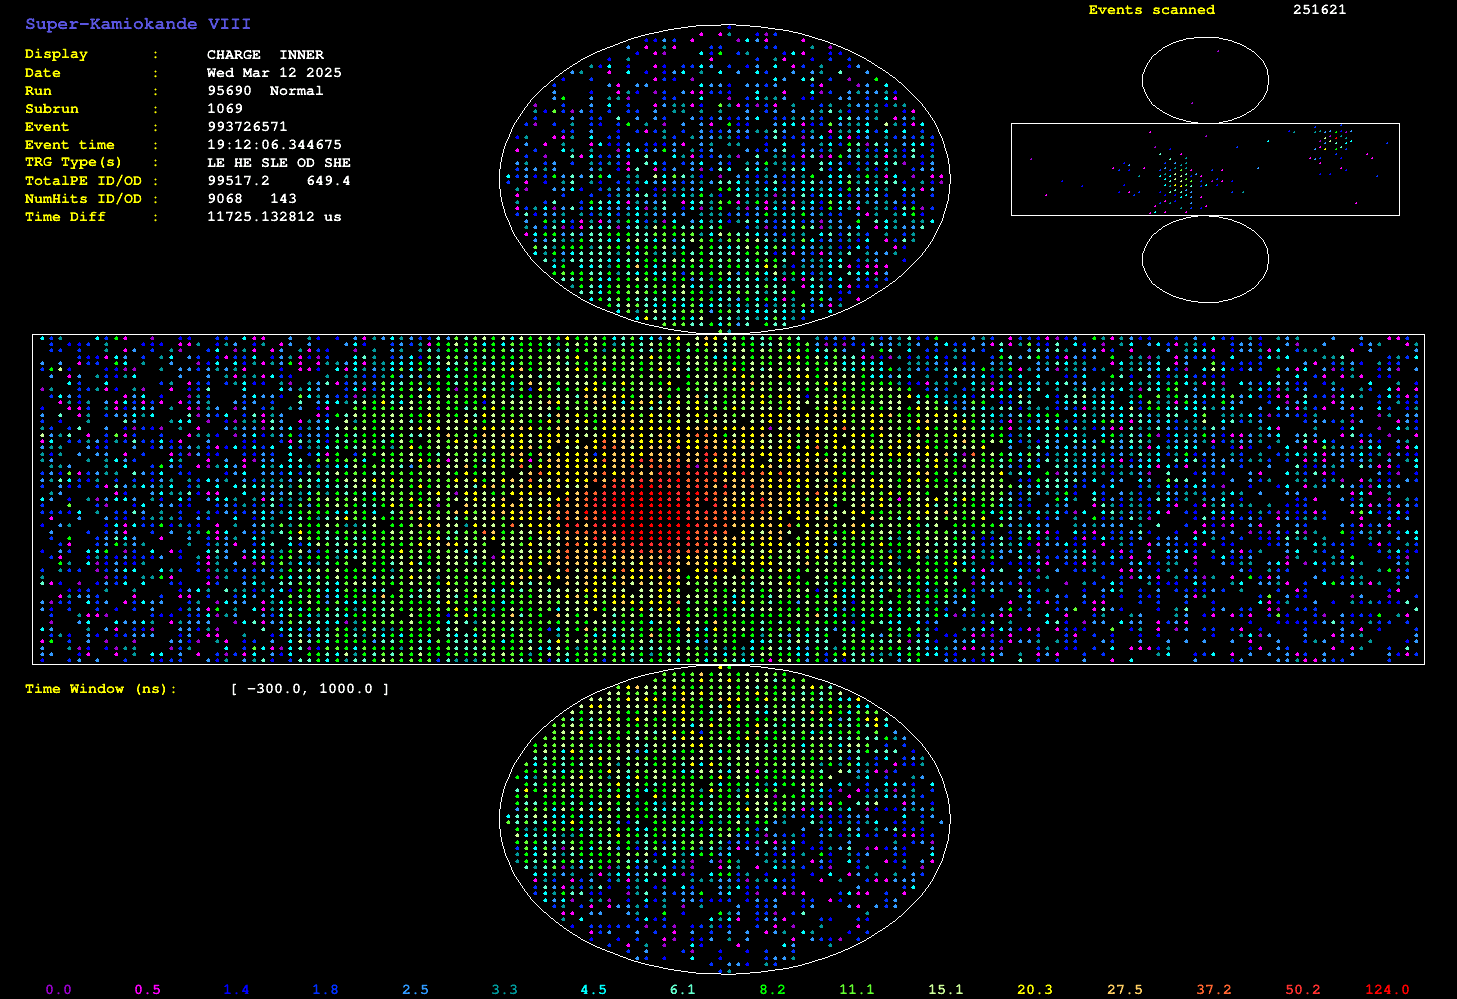 Super-Kamiokande VIII
Events scanned 251621
Display : CHARGE INNER
Date : Wed Mar 12 2025
Run : 95690 Normal
Subrun : 1069
Event : 993726571
Event time : 19:12:06.344675
TRG Type(s) : LE HE SLE OD SHE
TotalPE ID/OD : 99517.2 649.4
NumHits ID/OD : 9068 143
Time Diff : 11725.132812 us
Time Window (ns): [ -300.0, 1000.0 ]
0.0 0.5 1.4 1.8 2.5 3.3 4.5 6.1 8.2 11.1 15.1 20.3 27.5 37.2 50.2 124.0